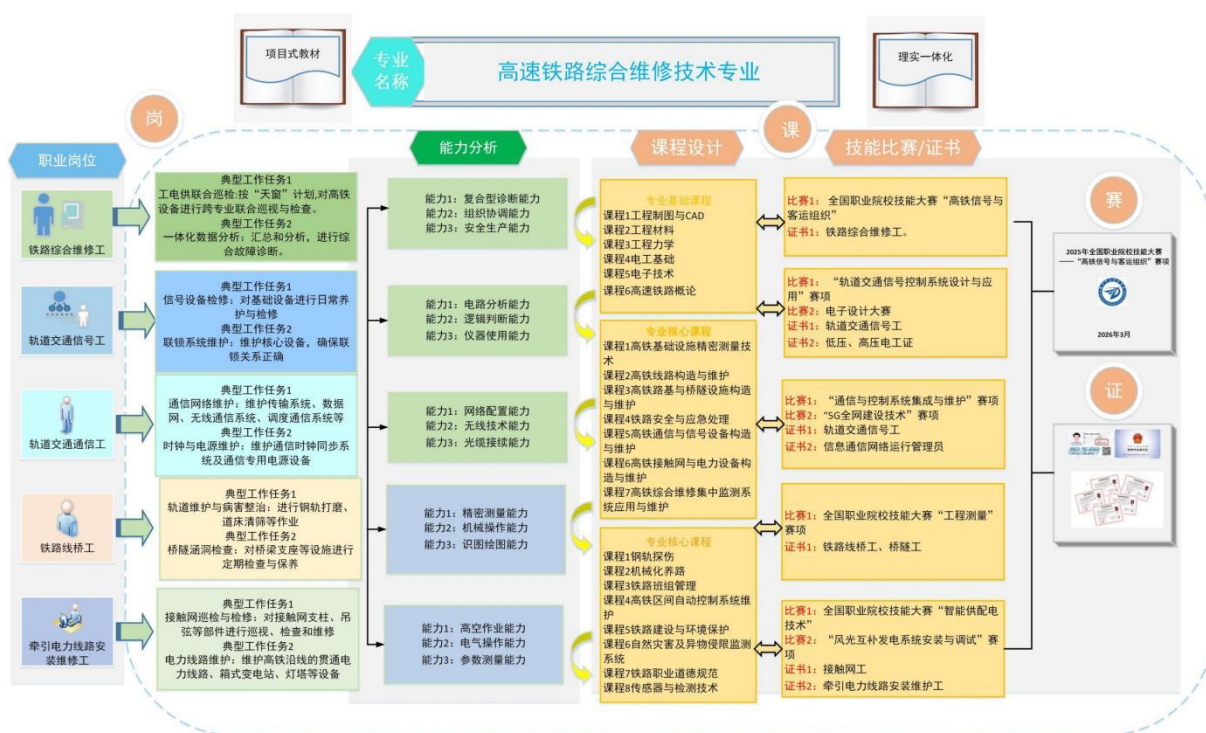 项目式教材
专业
名称
高速铁路综合维修技术专业
理实一体化
岗
课
职业岗位
能力分析
课程设计
技能比赛/证书
铁路综合维修工
典型工作任务1
工电供联合巡检:按“天窗”计划,对高铁
设备进行跨专业联合巡视与检查。
典型工作任务2
一体化数据分析：汇总和分析，进行综
合故障诊断。
轨道交通信号工
典型工作任务1
信号设备检修：对基础设备进行日常养
护与检修
典型工作任务2
联锁系统维护：维护核心设备，确保联
锁关系正确
轨道交通通信工
典型工作任务1
通信网络维护：维护传输系统、数据
网、无线通信系统、调度通信系统等
典型工作任务2
时钟与电源维护：维护通信时钟同步系
统及通信专用电源设备
铁路线桥工
典型工作任务1
轨道维护与病害整治：进行钢轨打磨、
道床清筛等作业
典型工作任务2
桥隧涵洞检查：对桥梁支座等设施进行
定期检查与保养
牵引电力线路安
装维修工
典型工作任务1
接触网巡检与检修：对接触网支柱、吊
弦等部件进行巡视、检查和维修
典型工作任务2
电力线路维护：维护高铁沿线的贯通电
力线路、箱式变电站、灯塔等设备
能力1：复合型诊断能力
能力2：组织协调能力
能力3：安全生产能力
能力1：电路分析能力
能力2：逻辑判断能力
能力3：仪器使用能力
能力1：网络配置能力
能力2：无线技术能力
能力3：光缆接续能力
能力1：精密测量能力
能力2：机械操作能力
能力3：识图绘图能力
能力1：高空作业能力
能力2：电气操作能力
能力3：参数测量能力
专业基础课程
课程1工程制图与CAD
课程2工程材料
课程3工程力学
课程4电工基础
课程5电子技术
课程6高速铁路概论
专业核心课程
课程1高铁基础设施精密测量技
术
课程2高铁线路构造与维护
课程3高铁路基与桥隧设施构造
与维护
课程4铁路安全与应急处理
课程5高铁通信与信号设备构造
与维护
课程6高铁接触网与电力设备构
造与维护
课程7高铁综合维修集中监测系
统应用与维护
专业核心课程
课程1钢轨探伤
课程2机械化养路
课程3铁路班组管理
课程4高铁区间自动控制系统维
护
课程5铁路建设与环境保护
课程6自然灾害及异物侵限监测
系统
课程7铁路职业道德规范
课程8传感器与检测技术
比赛1：全国职业院校技能大赛“高铁信号与
客运组织”
证书1：铁路综合维修工。
比赛1：“轨道交通信号控制系统设计与应
用”赛项
比赛2：电子设计大赛
证书1：轨道交通信号工
证书2：低压、高压电工证
比赛1：“通信与控制系统集成与维护”赛项
比赛2：“5G全网建设技术”赛项
证书1：轨道交通信号工
证书2：信息通信网络运行管理员
比赛1：全国职业院校技能大赛“工程测量”
赛项
证书1：铁路线桥工、桥隧工
比赛1：全国职业院校技能大赛“智能供配电
技术”
比赛2：“风光互补发电系统安装与调试”赛
项
证书1：接触网工
证书2：牵引电力线路安装维护工
赛
2025年全国职业院校技能大赛
——“高铁信号与客运组织”赛项
2026年3月
证